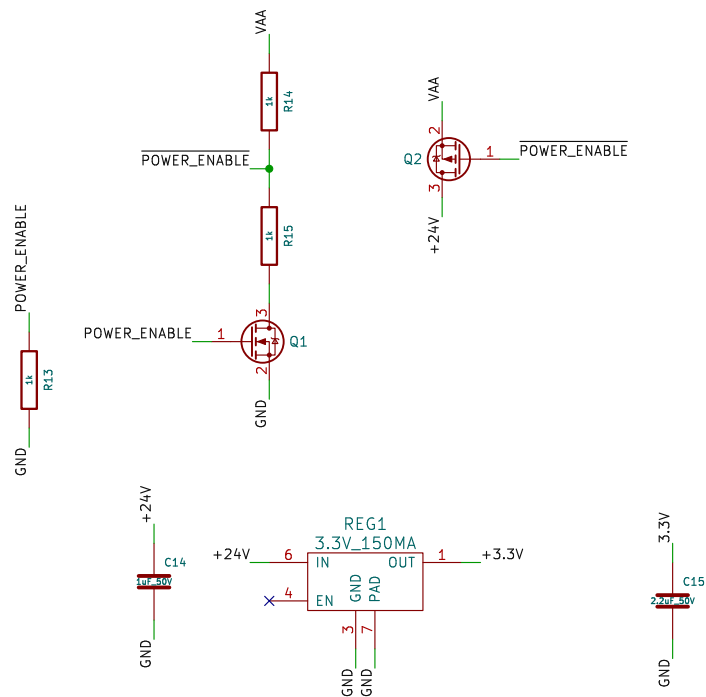 VAA
1k
R14
POWER_ENABLE
1k
R15
POWER_ENABLE
1
3
2
Q1
GND
POWER_ENABLE
1k
R13
GND
VAA
2
Q2
1
POWER_ENABLE
3
+24V
+24V
C14
1uF_50V
GND
REG1
3.3V_150MA
+24V
6
IN
OUT
1
+3.3V
4
EN
GND
PAD
3
7
GND
GND
3.3V
C15
2.2uF_50V
GND